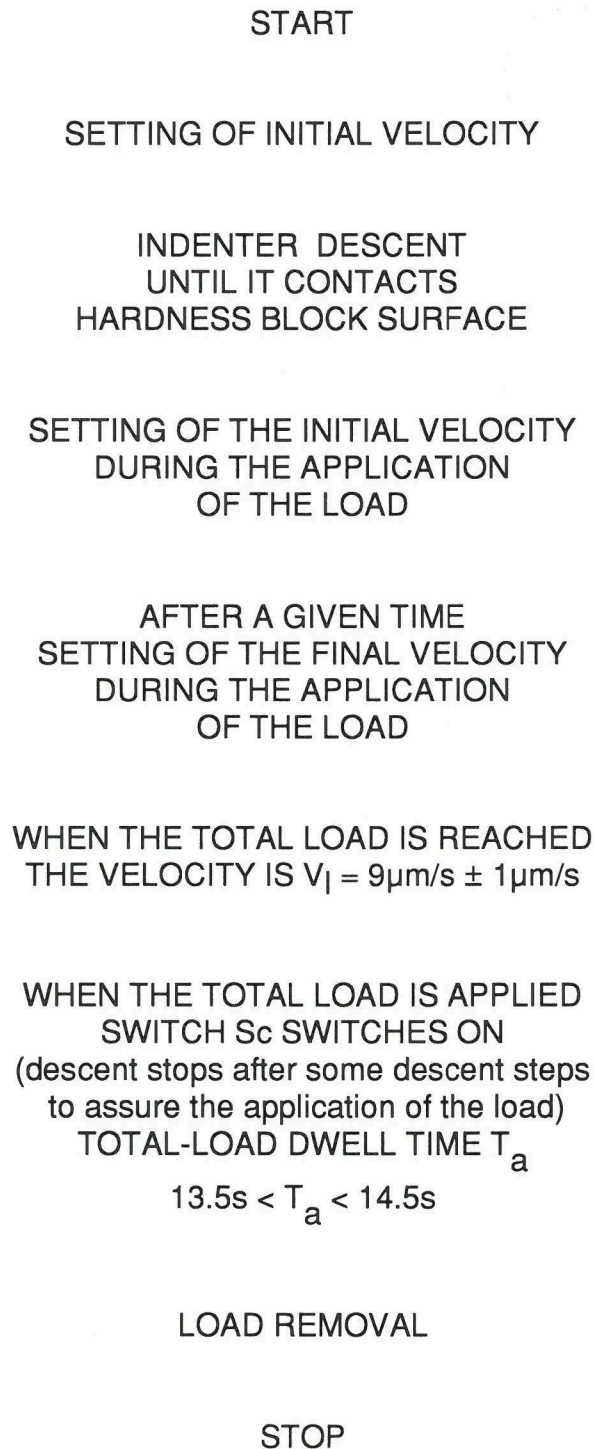 START
SETTING OF INITIAL VELOCITY
INDENTER DESCENT
UNTIL IT CONTACTS
HARDNESS BLOCK SURFACE
SETTING OF THE INITIAL VELOCITY
DURING THE APPLICATION
OF THE LOAD
AFTER A GIVEN TIME
SETTING OF THE FINAL VELOCITY
DURING THE APPLICATION
OF THE LOAD
WHEN THE TOTAL LOAD IS REACHED
THE VELOCITY IS V_I = 9µm/s ± 1µm/s
WHEN THE TOTAL LOAD IS APPLIED
SWITCH Sc SWITCHES ON
(descent stops after some descent steps
to assure the application of the load)
TOTAL-LOAD DWELL TIME T_a
13.5s < T_a < 14.5s
LOAD REMOVAL
STOP